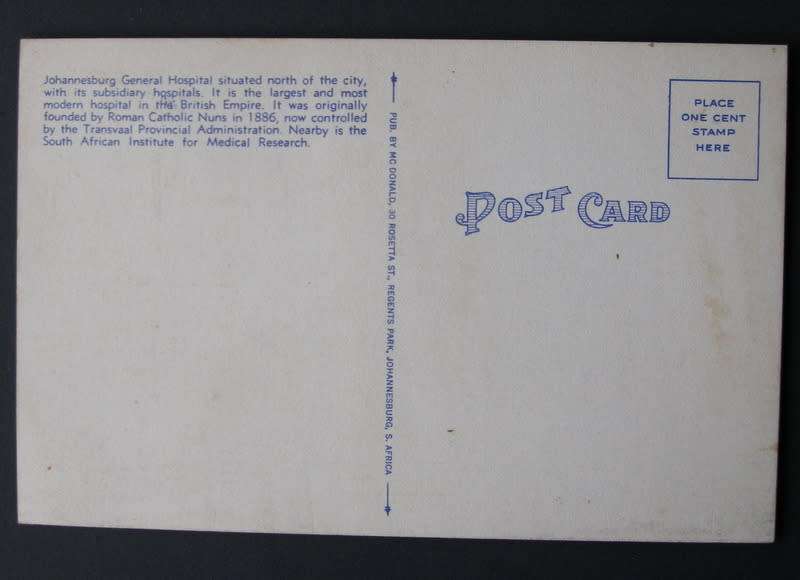 Johannesburg General Hospital situated north of the city,
with its subsidiary hospitals. It is the largest and most
modern hospital in the British Empire. It was originally
founded by Roman Catholic Nuns in 1886, now controlled
by the Transvaal Provincial Administration. Nearby is the
South African Institute for Medical Research.
PUB. BY MC DONALD, 30 ROSETTA ST., REGENTS PARK, JOHANNESBURG, S. AFRICA
PLACE
ONE CENT
STAMP
HERE
POST CARD